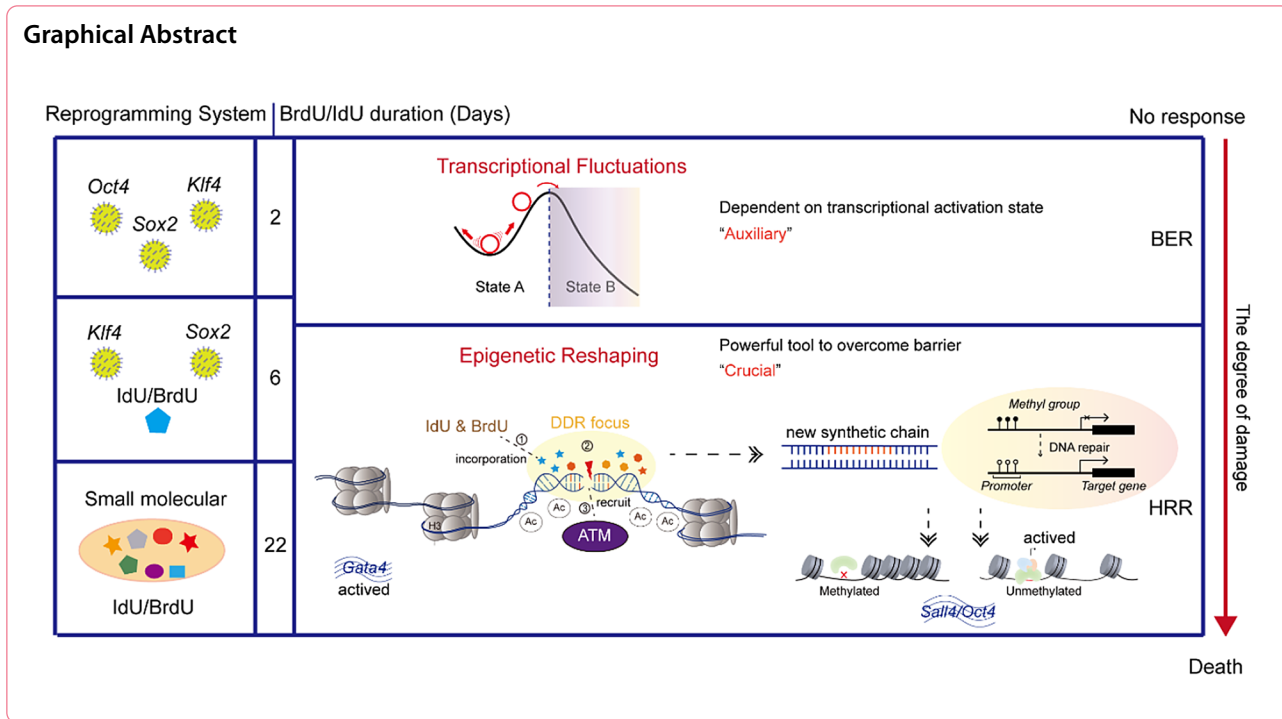 Graphical Abstract
Reprogramming System
BrdU/IdU duration (Days)
No response
Oct4
Klf4
Sox2
2
Transcriptional Fluctuations
State A
State B
Dependent on transcriptional activation state
“Auxiliary”
BER
Klf4
Sox2
IdU/BrdU
6
Small molecular
IdU/BrdU
22
Epigenetic Reshaping
Powerful tool to overcome barrier
“Crucial”
IdU & BrdU
①
incorporation
DDR focus
②
③
recruit
Ac
Ac
Ac
Ac
H3
ATM
Gata4
actived
new synthetic chain
Methyl group
DNA repair
Promoter
Target gene
HRR
Methylated
actived
Unmethylated
Sall4/Oct4
The degree of damage
Death